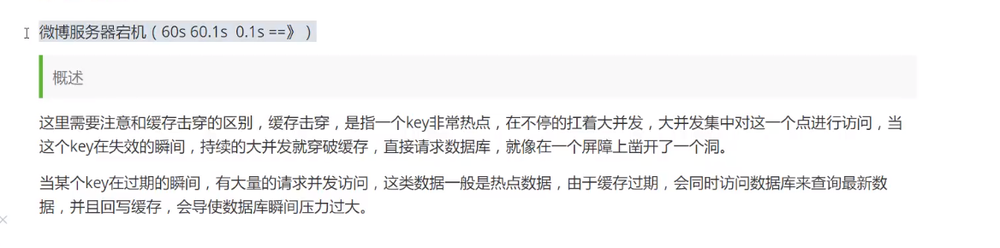 微博服务器宕机（60s 60.1s  0.1s ==》 ）
概述
这里需要注意和缓存击穿的区别，缓存击穿，是指一个key非常热点，在不停的扛着大并发，大并发集中对这一个点进行访问，当
这个key在失效的瞬间，持续的大并发就穿破缓存，直接请求数据库，就像在一个屏障上凿开了一个洞。
当某个key在过期的瞬间，有大量的请求并发访问，这类数据一般是热点数据，由于缓存过期，会同时访问数据库来查询最新数
据，并且回写缓存，会导使数据库瞬间压力过大。